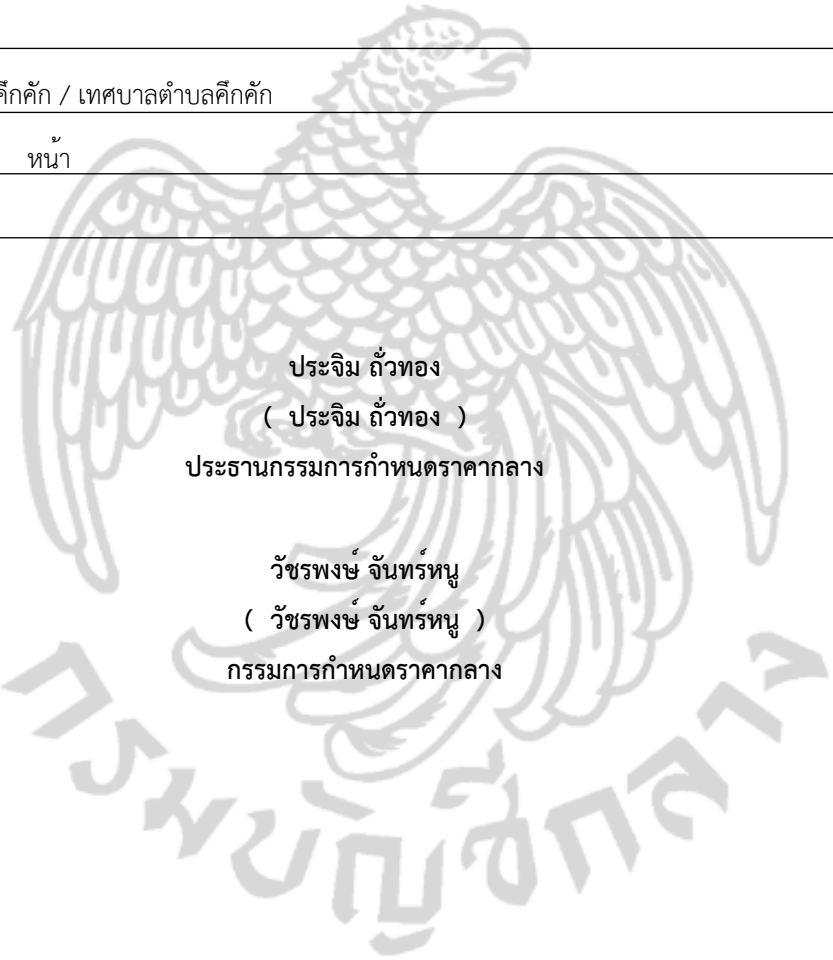 คึกคัก / เทศบาลตำบลคึกคัก
หน้า
ประจิม ถั่วทอง
( ประจิม ถั่วทอง )
ประธานกรรมการกำหนดราคากลาง
วัชรพงษ์ จันทร์หนู
( วัชรพงษ์ จันทร์หนู )
กรรมการกำหนดราคากลาง
กรมบัญชีกลาง